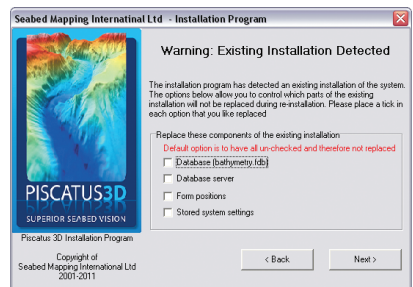 Seabed Mapping International Ltd - Installation Program
Warning: Existing Installation Detected
The installation program has detected an existing installation of the system.
The options below allow you to control which parts of the existing
installation will not be replaced during re-installation. Please place a tick in
each option that you like replaced
Replace these components of the existing installation
Default option is to have all un-checked and therefore not replaced
Database (bathymetry.fdb)
Database server
Form positions
Stored system settings
PISCATUS3D
SUPERIOR SEABED VISION
Piscatus 3D Installation Program
Copyright of
Seabed Mapping International Ltd
2001-2011
< Back
Next >